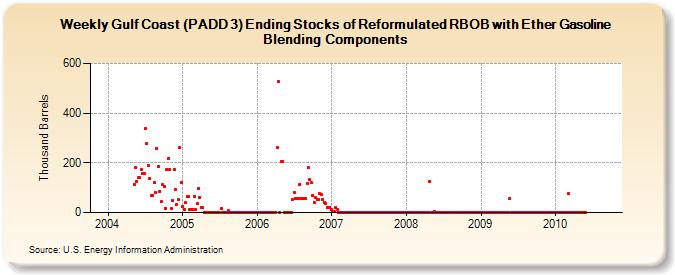 Weekly Gulf Coast (PADD 3) Ending Stocks of Reformulated RBOB with Ether Gasoline
Blending Components
Thousand Barrels
600
400
200
0
2004 2005 2006 2007 2008 2009 2010
Source: U.S. Energy Information Administration